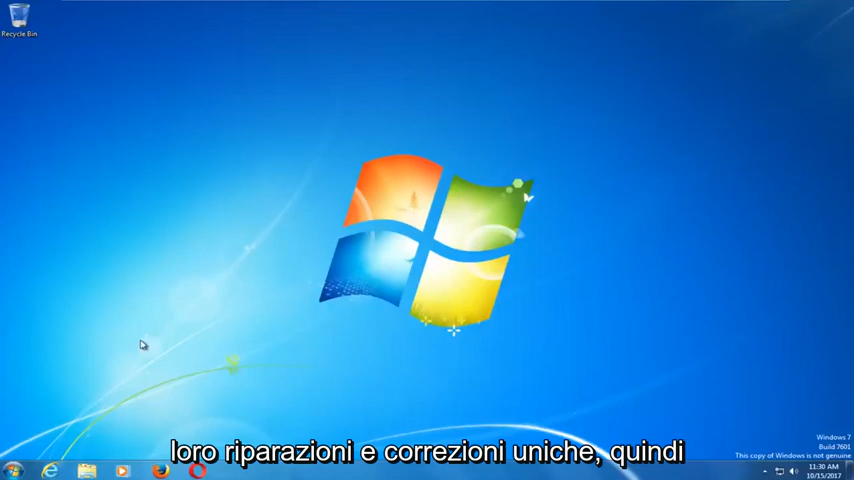 Recycle Bin
loro riparazioni e correzioni uniche, quindi
Windows 7
Build 7601
This copy of Windows is not genuine
11:30 AM
10/15/2017